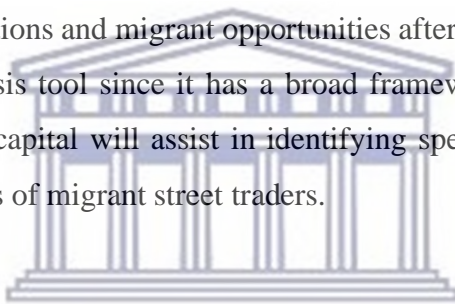 ions and migrant opportunities after
sis tool since it has a broad framew
capital will assist in identifying spe
s of migrant street traders.